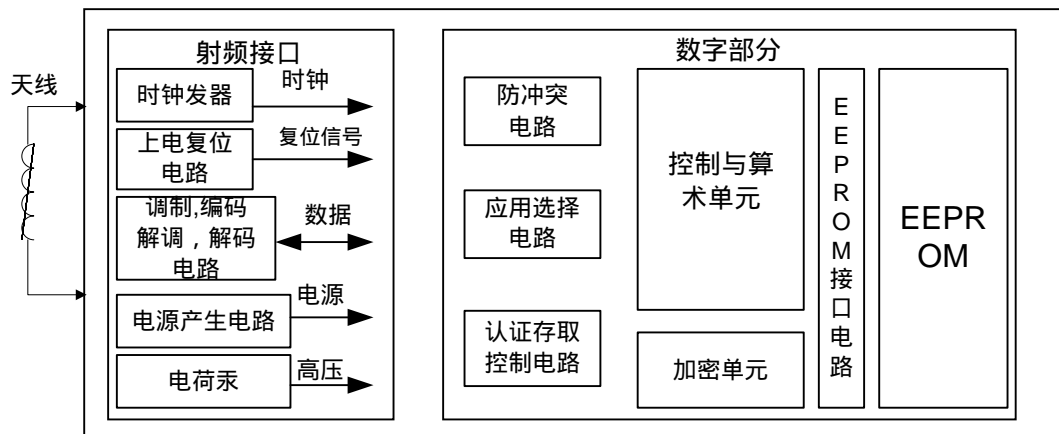 天线
射频接口
时钟发器
时钟
上电复位
电路
复位信号
调制,编码
解调，解码
电路
数据
电源产生电路
电源
电荷汞
高压
数字部分
防冲突
电路
应用选择
电路
认证存取
控制电路
控制与算
术单元
加密单元
E
E
P
R
O
M
接
口
电
路
EEPR
OM